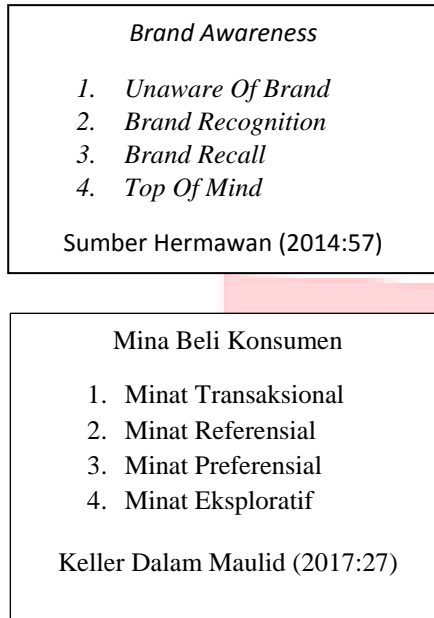 Brand Awareness
1. Unaware Of Brand
2. Brand Recognition
3. Brand Recall
4. Top Of Mind
Sumber Hermawan (2014:57)
Mina Beli Konsumen
1. Minat Transaksional
2. Minat Referensial
3. Minat Preferensial
4. Minat Eksploratif
Keller Dalam Maulid (2017:27)